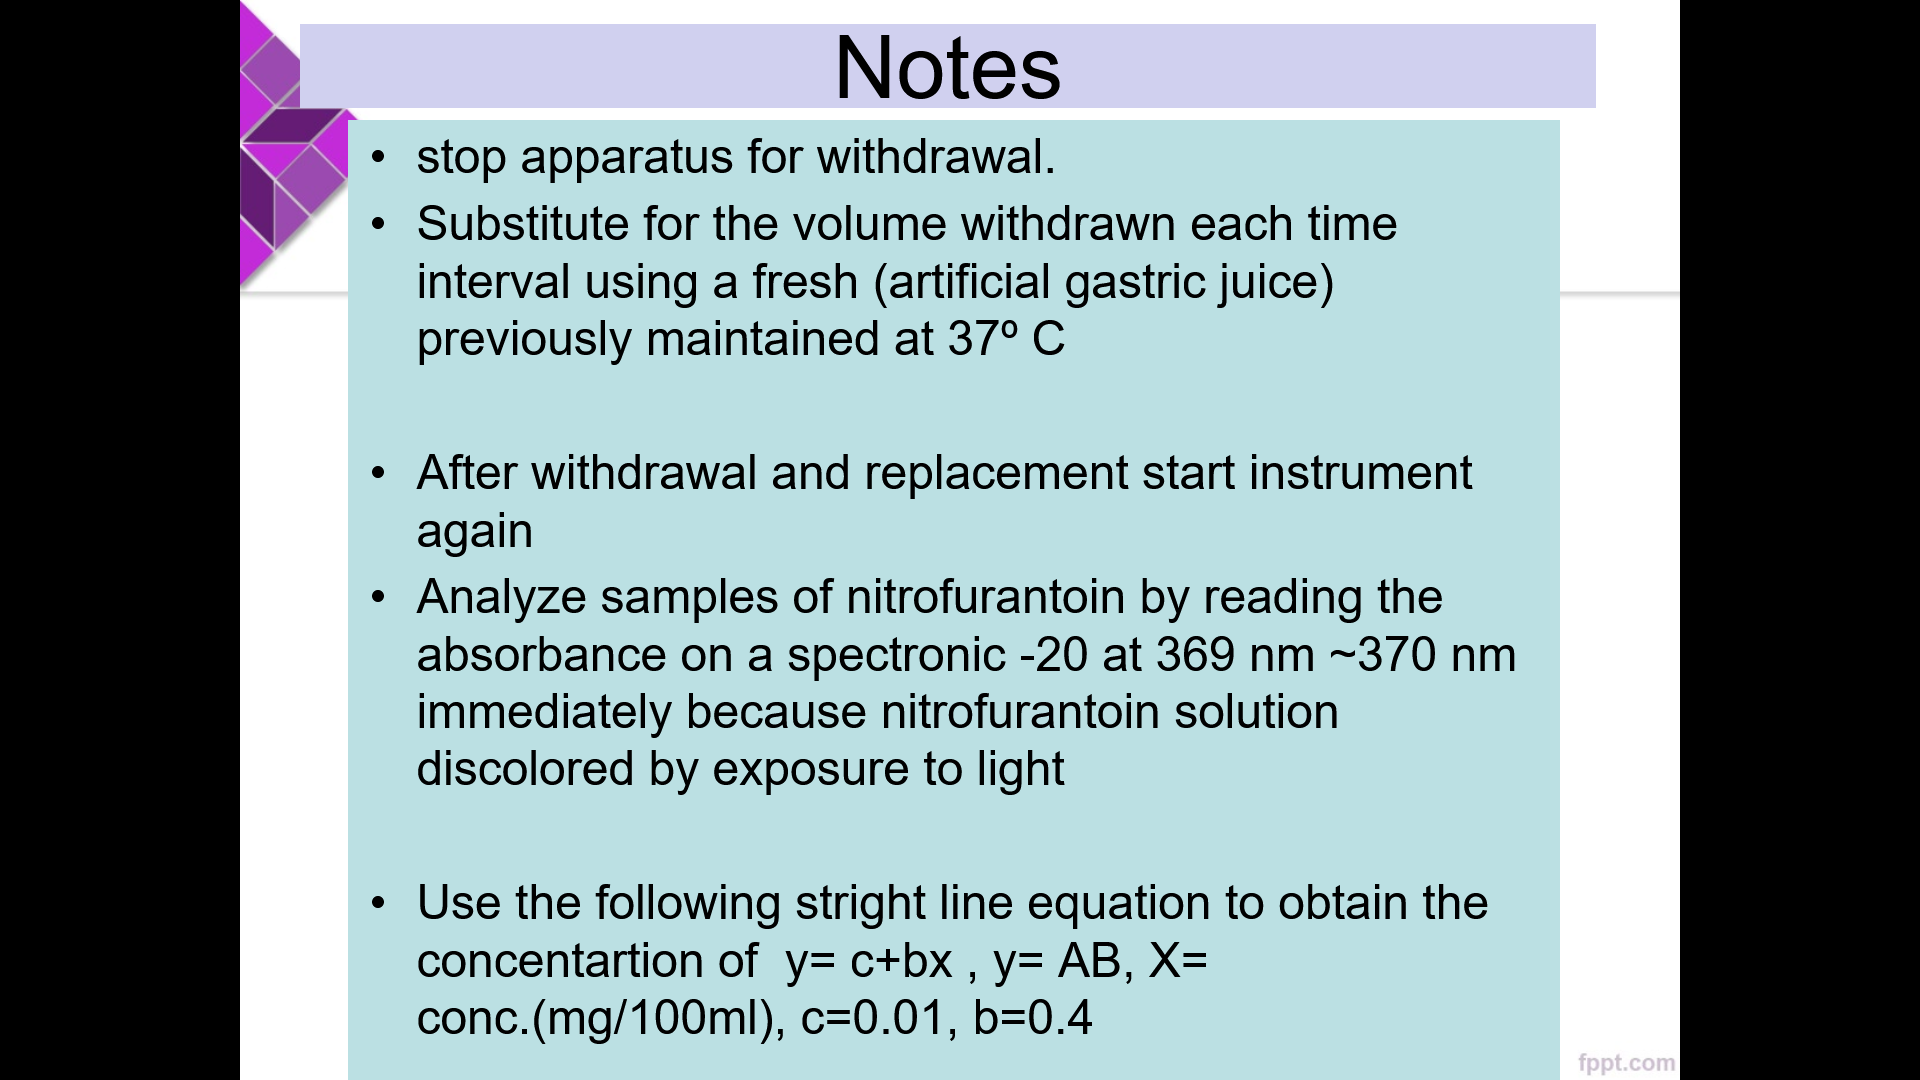 Notes
• stop apparatus for withdrawal.
• Substitute for the volume withdrawn each time
interval using a fresh (artificial gastric juice)
previously maintained at 37º C
• After withdrawal and replacement start instrument
again
• Analyze samples of nitrofurantoin by reading the
absorbance on a spectronic -20 at 369 nm ~370 nm
immediately because nitrofurantoin solution
discolored by exposure to light
• Use the following stright line equation to obtain the
concentartion of  y= c+bx , y= AB, X=
conc.(mg/100ml), c=0.01, b=0.4
fppt.com